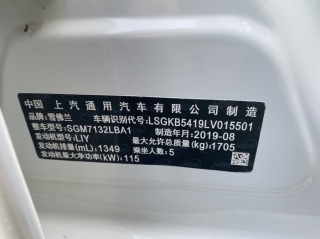 中国 上汽通用汽车有限公司 制造
品牌：雪佛兰 车辆识别代号：LSGKB5419LV015501
整车型号：SGM7132LBA1 制造年月：2019-08
发动机型号：LIY 最大允许总质量(kg)：1705
发动机排量(mL)：1349 乘坐人数：5
发动机最大净功率(kW)：115